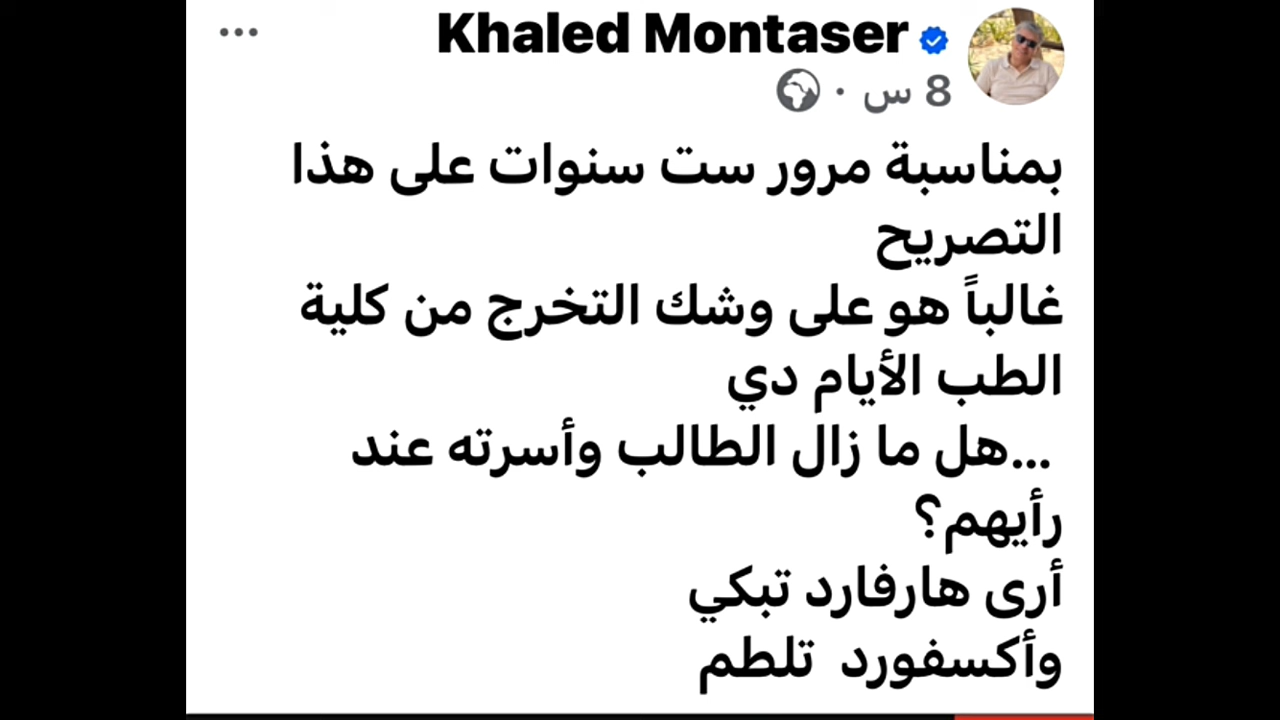 Khaled Montaser
8 س ·
بمناسبة مرور ست سنوات على هذا
التصريح
غالباً هو على وشك التخرج من كلية
الطب الأيام دي
...هل ما زال الطالب وأسرته عند
رأيهم؟
أرى هارفارد تبكي
وأكسفورد تلطم